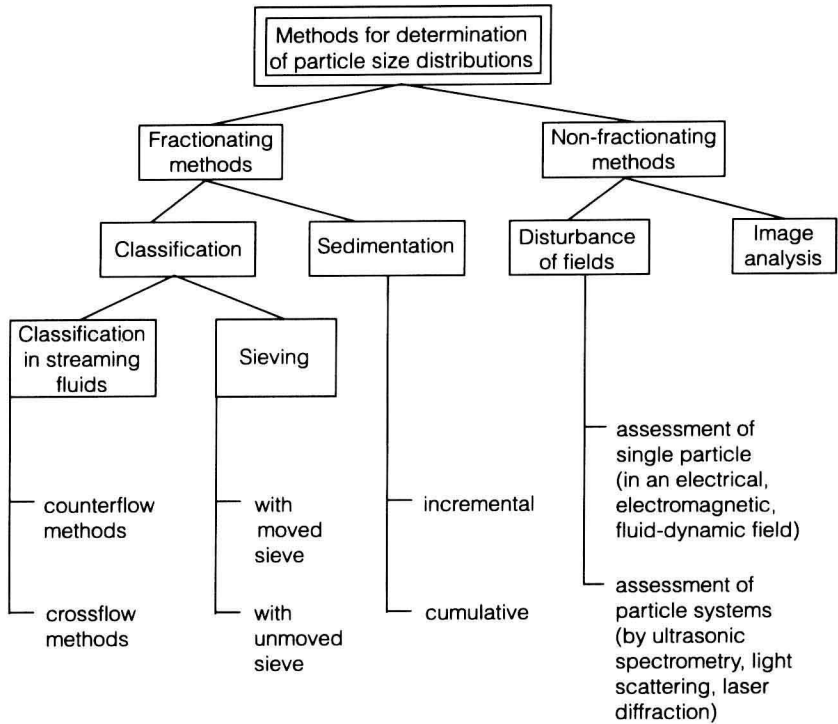 Methods for determination
of particle size distributions
Fractionating
methods
Non-fractionating
methods
Classification
Sedimentation
Disturbance
of fields
Image
analysis
Classification
in streaming
fluids
Sieving
counterflow
methods
crossflow
methods
with
moved
sieve
with
unmoved
sieve
incremental
cumulative
assessment of
single particle
(in an electrical,
electromagnetic,
fluid-dynamic field)
assessment of
particle systems
(by ultrasonic
spectrometry, light
scattering, laser
diffraction)